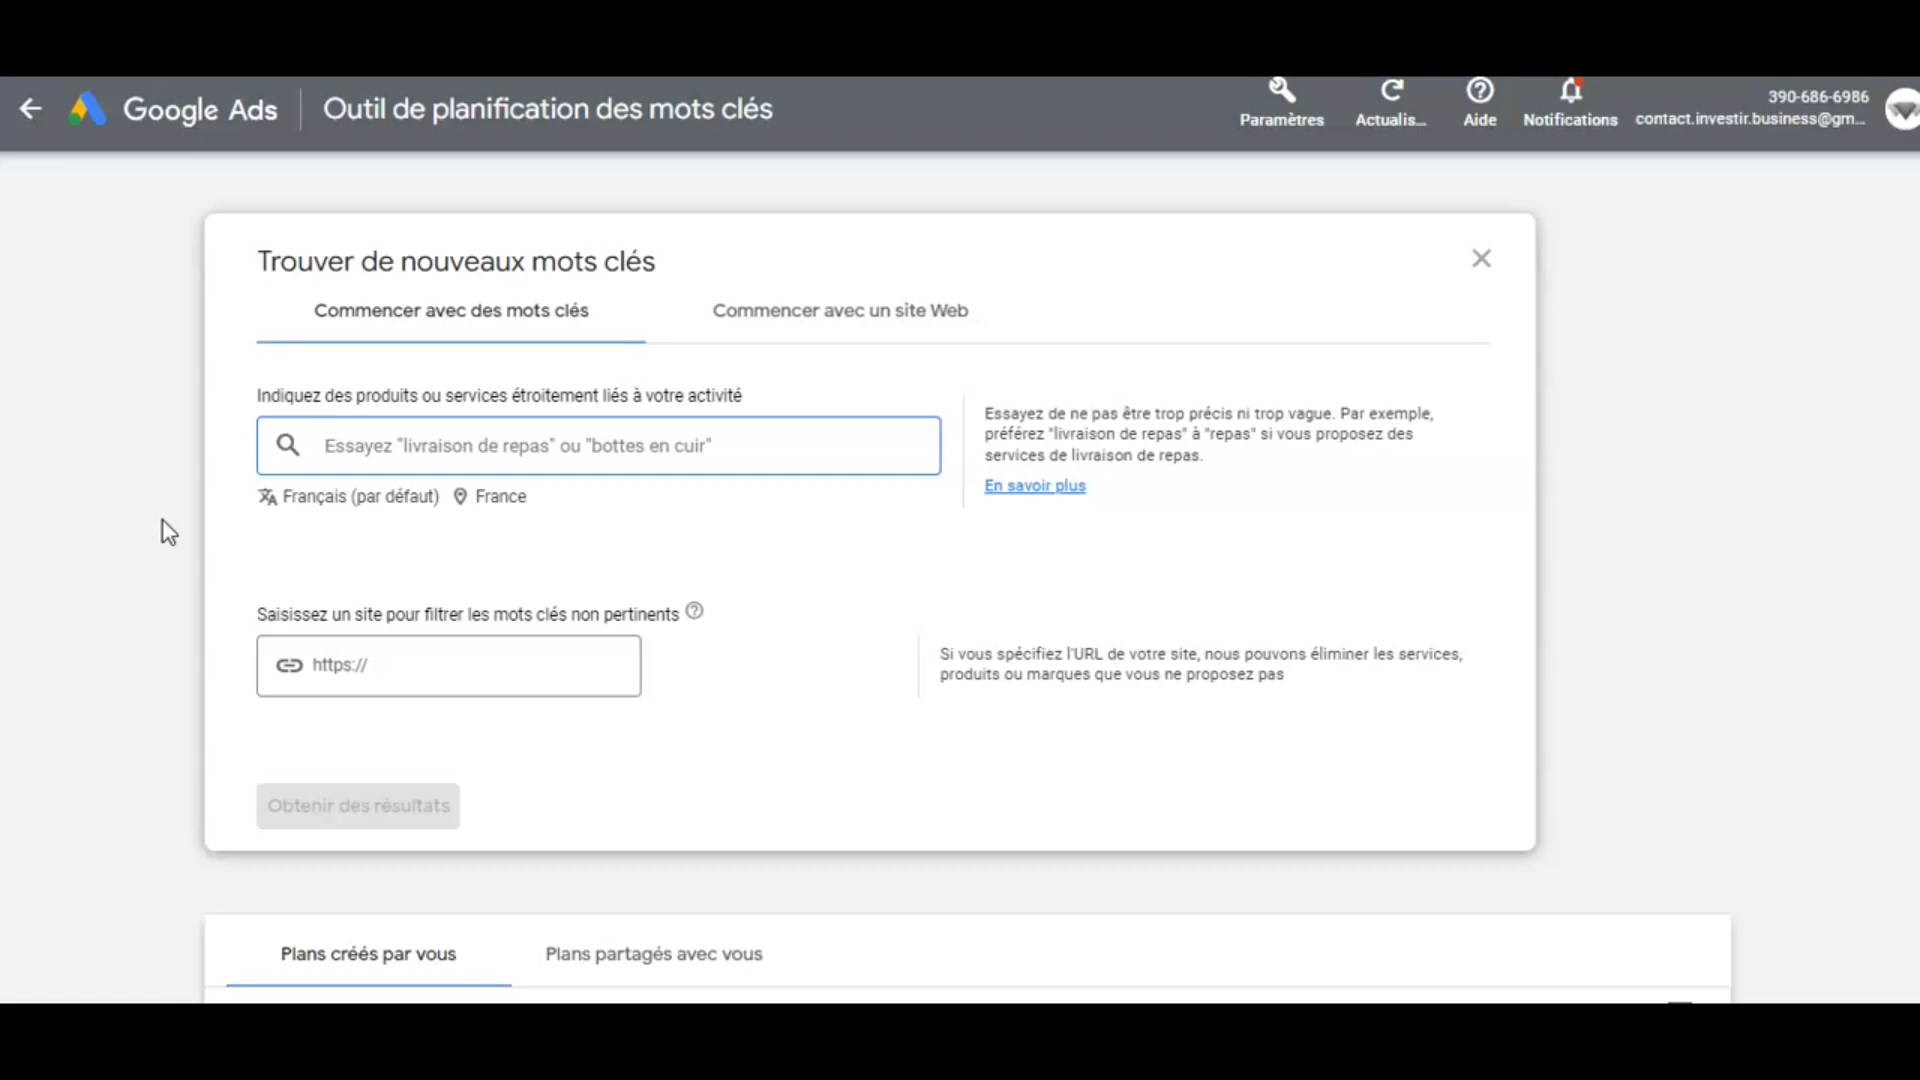 Google Ads
Outil de planification des mots clés
Paramètres
Actualis...
Aide
Notifications
390-686-6986
contact.investir.business@gm...
Trouver de nouveaux mots clés
Commencer avec des mots clés
Commencer avec un site Web
Indiquez des produits ou services étroitement liés à votre activité
Essayez "livraison de repas" ou "bottes en cuir"
Français (par défaut)
France
Essayez de ne pas être trop précis ni trop vague. Par exemple,
préférez "livraison de repas" à "repas" si vous proposez des
services de livraison de repas.
En savoir plus
Saisissez un site pour filtrer les mots clés non pertinents
https://
Si vous spécifiez l'URL de votre site, nous pouvons éliminer les services,
produits ou marques que vous ne proposez pas
Obtenir des résultats
Plans créés par vous
Plans partagés avec vous